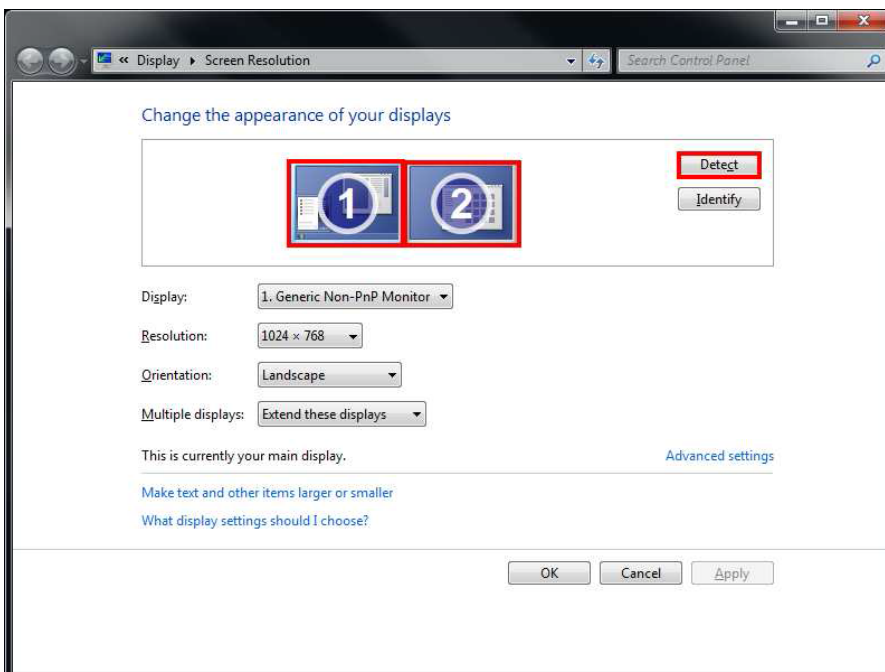 « Display ▸ Screen Resolution
Search Control Panel
Change the appearance of your displays
1
2
Detect
Identify
Display: 1. Generic Non-PnP Monitor
Resolution: 1024 × 768
Orientation: Landscape
Multiple displays: Extend these displays
This is currently your main display. Advanced settings
Make text and other items larger or smaller
What display settings should I choose?
OK Cancel Apply